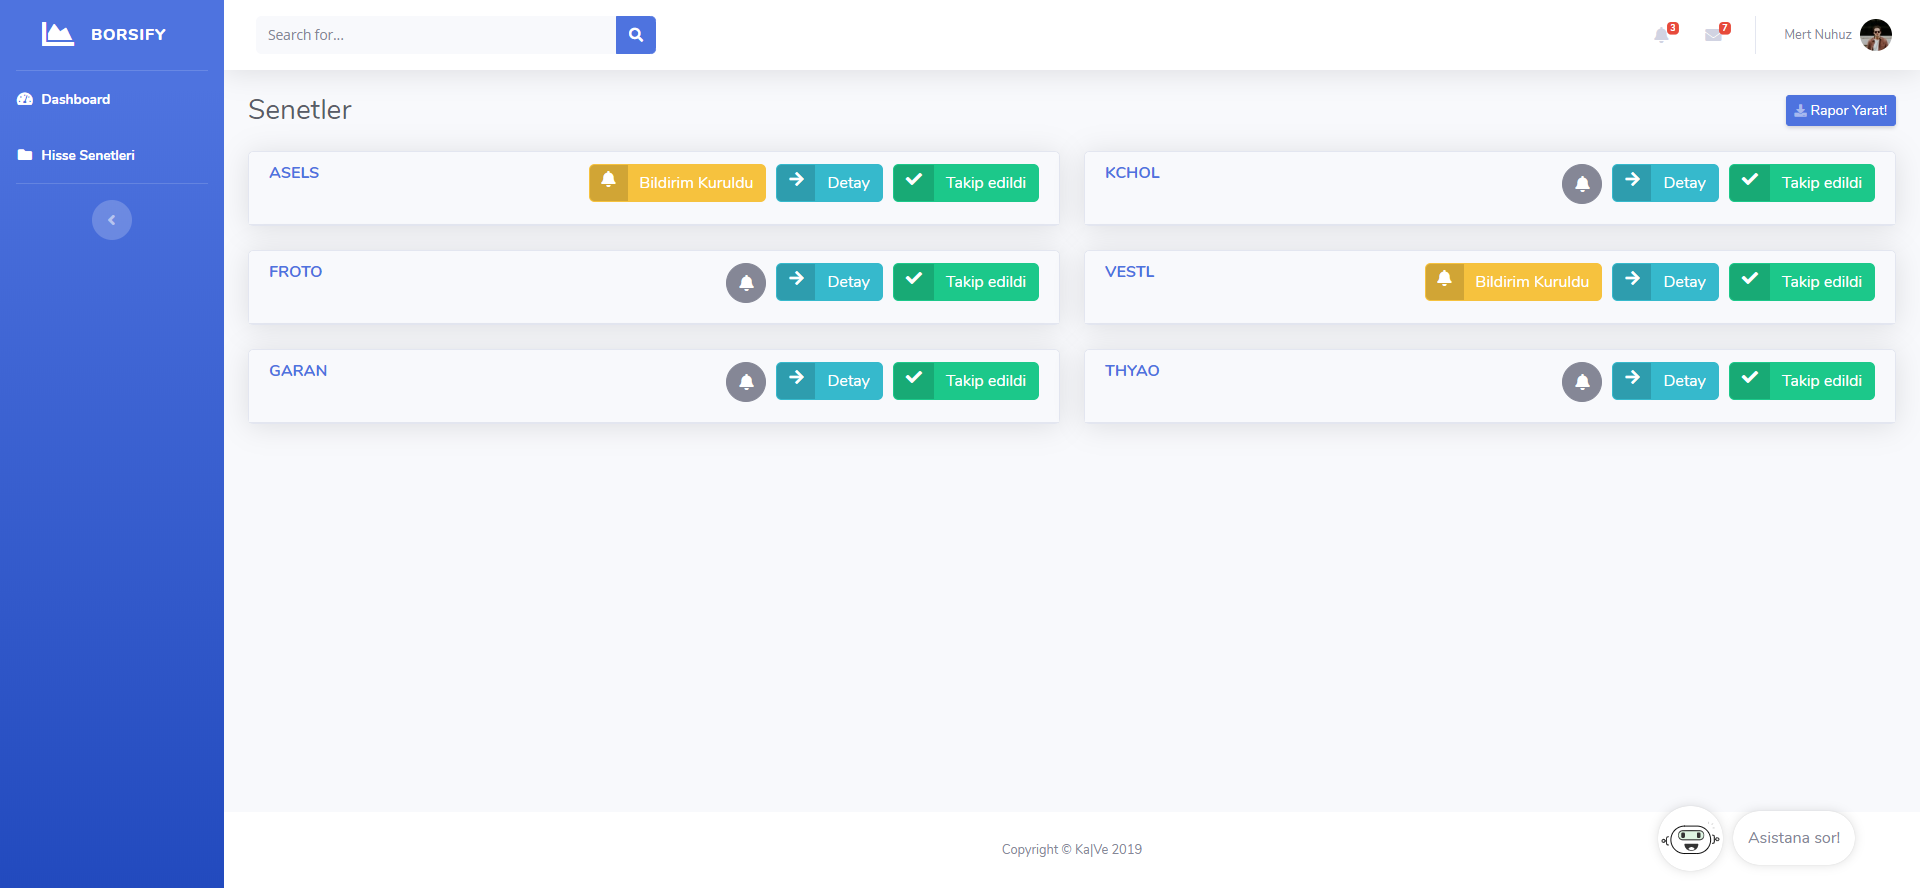 BORSIFY
Search for...
3
7
Mert Nuhuz
Dashboard
Hisse Senetleri
Senetler
Rapor Yarat!
ASELS
Bildirim Kuruldu
Detay
Takip edildi
KCHOL
Detay
Takip edildi
FROTO
Detay
Takip edildi
VESTL
Bildirim Kuruldu
Detay
Takip edildi
GARAN
Detay
Takip edildi
THYAO
Detay
Takip edildi
Asistana sor!
Copyright © Ka|Ve 2019